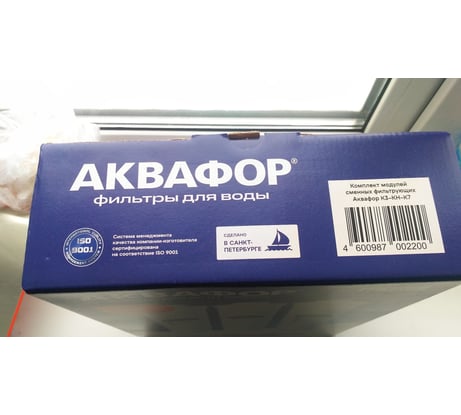 АКВАФОР®
ФИЛЬТРЫ ДЛЯ ВОДЫ
ISO
9001
Система менеджмента
качества компании-изготовителя
сертифицирована
на соответствие ISO 9001
СДЕЛАНО
В САНКТ-
ПЕТЕРБУРГЕ
Комплект модулей
сменных фильтрующих
Аквафор К3-КН-К7
4 600987 002200